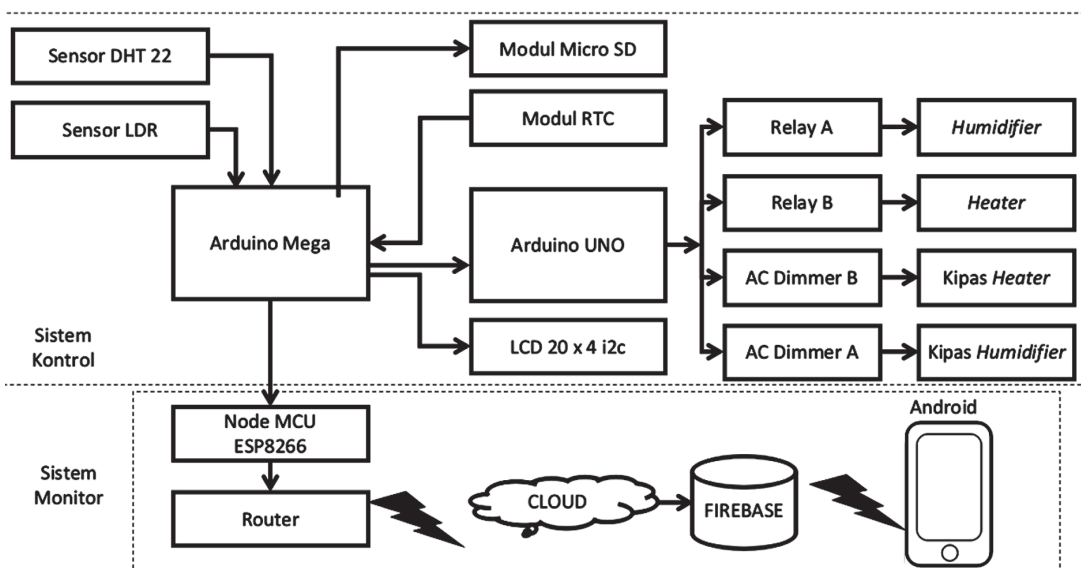 Sensor DHT 22
Sensor LDR
Modul Micro SD
Modul RTC
Arduino Mega
Arduino UNO
LCD 20 x 4 i2c
Relay A
Humidifier
Relay B
Heater
AC Dimmer B
Kipas Heater
AC Dimmer A
Kipas Humidifier
Sistem
Kontrol
Sistem
Monitor
Node MCU
ESP8266
Router
CLOUD
FIREBASE
Android